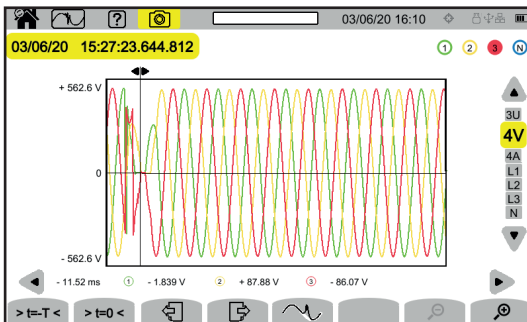 ? 03/06/20 16:10
03/06/20 15:27:23.644.812 1 2 3 N
+ 562.6 V
3U
4V
4A
L1
L2
L3
N
0
- 562.6 V
- 11.52 ms 1 - 1.839 V 2 + 87.88 V 3 - 86.07 V
> t=-T < > t=0 <